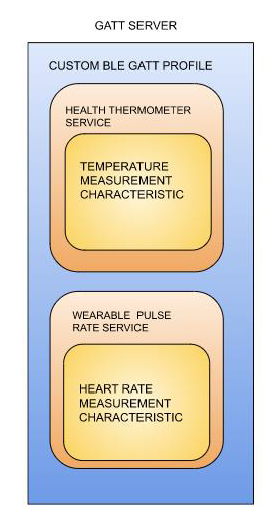 GATT SERVER
CUSTOM BLE GATT PROFILE
HEALTH THERMOMETER
SERVICE
TEMPERATURE
MEASUREMENT
CHARACTERISTIC
WEARABLE PULSE
RATE SERVICE
HEART RATE
MEASUREMENT
CHARACTERISTIC